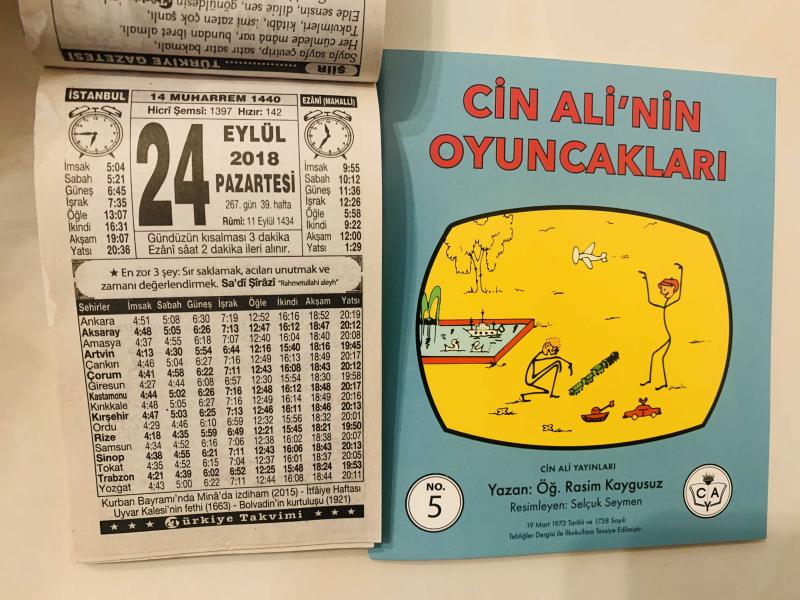 ŞİİR ............ TÜRKİYE GAZETESİ
Sayfa sayfa çevirip, satır satır bakmalı,
Her cümlede mânâ var, bundan ibret almalı.
Takvimleri, kitâbı, ismi zaten çok şanlı,
Elde sensin, dilde sen, gönüldesin
İSTANBUL
14 MUHARREM 1440
EZÂNİ (MAHALLİ)
Hicrî Şemsî: 1397 Hızır: 142
24
EYLÜL
2018
PAZARTESİ
267. gün 39. hafta
Rûmî: 11 Eylül 1434
İmsak 5:04
Sabah 5:21
Güneş 6:45
İşrak 7:35
Öğle 13:07
İkindi 16:31
Akşam 19:07
Yatsı 20:36
İmsak 9:55
Sabah 10:12
Güneş 11:36
İşrak 12:26
Öğle 5:58
İkindi 9:22
Akşam 12:00
Yatsı 1:29
Gündüzün kısalması 3 dakika
Ezânî sâat 2 dakika ileri alınır.
★ En zor 3 şey: Sır saklamak, acıları unutmak ve
zamanı değerlendirmek. Sa'dî Şîrâzî "Rahmetullahi aleyh"
Şehirler İmsak Sabah Güneş İşrak Öğle İkindi Akşam Yatsı
Ankara 4:51 5:08 6:30 7:19 12:52 16:16 18:52 20:19
Aksaray 4:48 5:05 6:26 7:13 12:47 16:12 18:47 20:12
Amasya 4:37 4:55 6:18 7:07 12:40 16:04 18:40 20:08
Artvin 4:13 4:30 5:54 6:44 12:16 15:40 18:16 19:45
Çankırı 4:46 5:04 6:27 7:16 12:49 16:13 18:49 20:17
Çorum 4:41 4:58 6:22 7:11 12:43 16:08 18:43 20:12
Giresun 4:27 4:44 6:08 6:57 12:30 15:54 18:30 19:58
Kastamonu 4:44 5:02 6:26 7:16 12:48 16:12 18:48 20:17
Kırıkkale 4:48 5:05 6:27 7:16 12:49 16:14 18:49 20:16
Kırşehir 4:47 5:03 6:25 7:13 12:46 16:11 18:46 20:13
Ordu 4:29 4:46 6:10 6:59 12:32 15:56 18:32 20:01
Rize 4:18 4:35 5:59 6:49 12:21 15:45 18:21 19:50
Samsun 4:34 4:52 6:16 7:06 12:38 16:02 18:38 20:07
Sinop 4:38 4:55 6:21 7:11 12:43 16:06 18:43 20:13
Tokat 4:35 4:52 6:15 7:04 12:37 16:01 18:37 20:05
Trabzon 4:21 4:39 6:02 6:52 12:25 15:48 18:24 19:53
Yozgat 4:43 5:00 6:22 7:11 12:44 16:08 18:44 20:11
Kurban Bayramı'nda Minâ'da izdiham (2015) - İtfâiye Haftası
Uyvar Kalesi'nin fethi (1663) - Bolvadin'in kurtuluşu (1921)
★ ★ ★ ★ Türkiye Takvimi ★ ★ ★ ★
CİN ALİ'NİN
OYUNCAKLARI
CİN ALİ YAYINLARI
Yazan: Öğ. Rasim Kaygusuz
Resimleyen: Selçuk Seymen
19 Mart 1973 Tarihli ve 1738 Sayılı
Tebliğler Dergisi ile İlkokullara Tavsiye Edilmiştir.
NO.
5
C A
Y